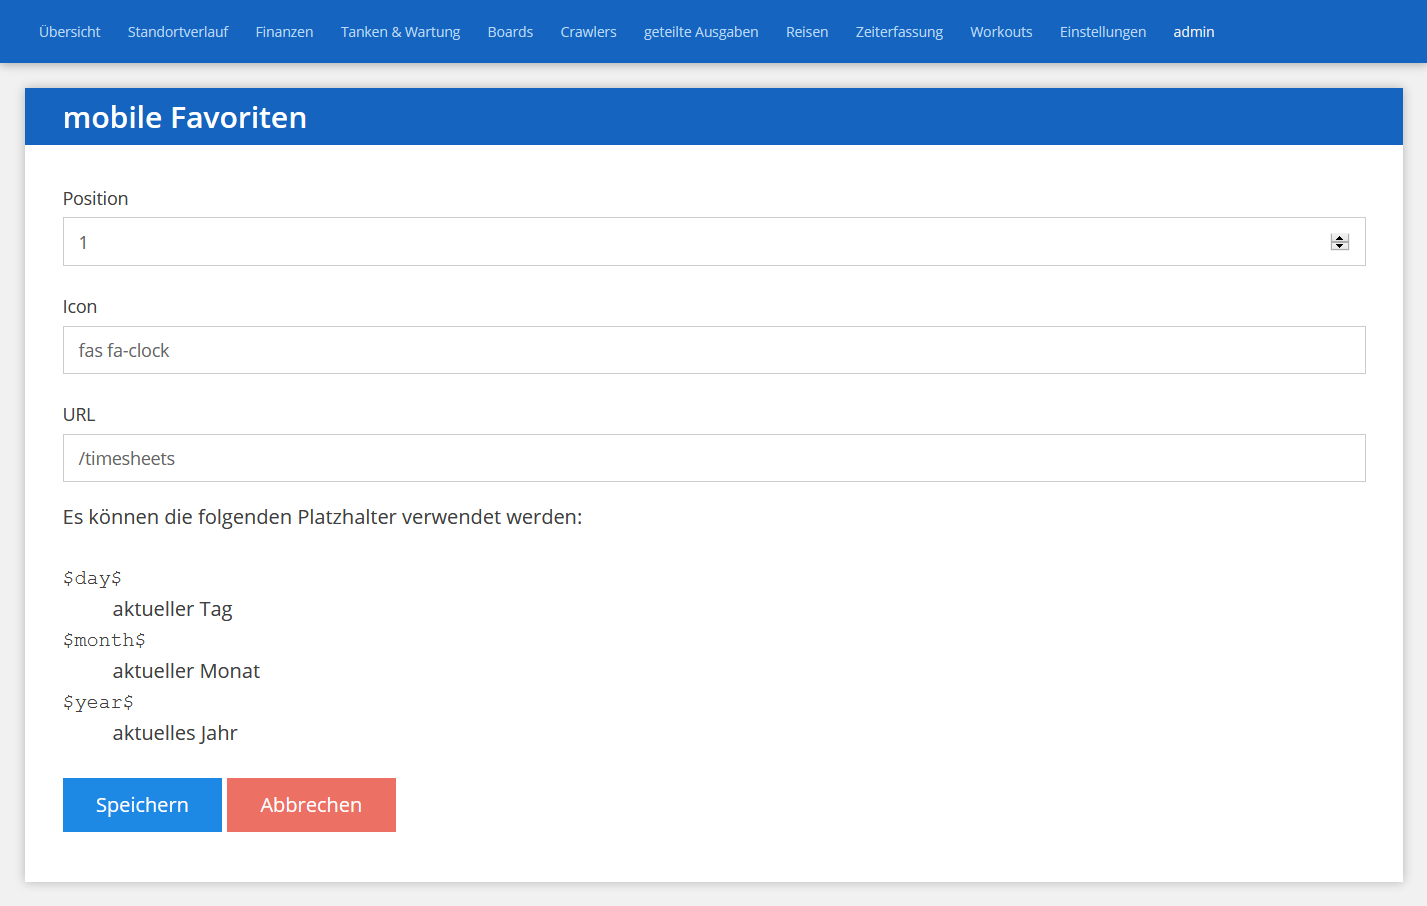 Übersicht Standortverlauf Finanzen Tanken & Wartung Boards Crawlers geteilte Ausgaben Reisen Zeiterfassung Workouts Einstellungen admin
mobile Favoriten
Position
1
Icon
fas fa-clock
URL
/timesheets
Es können die folgenden Platzhalter verwendet werden:
$day$
aktueller Tag
$month$
aktueller Monat
$year$
aktuelles Jahr
Speichern Abbrechen